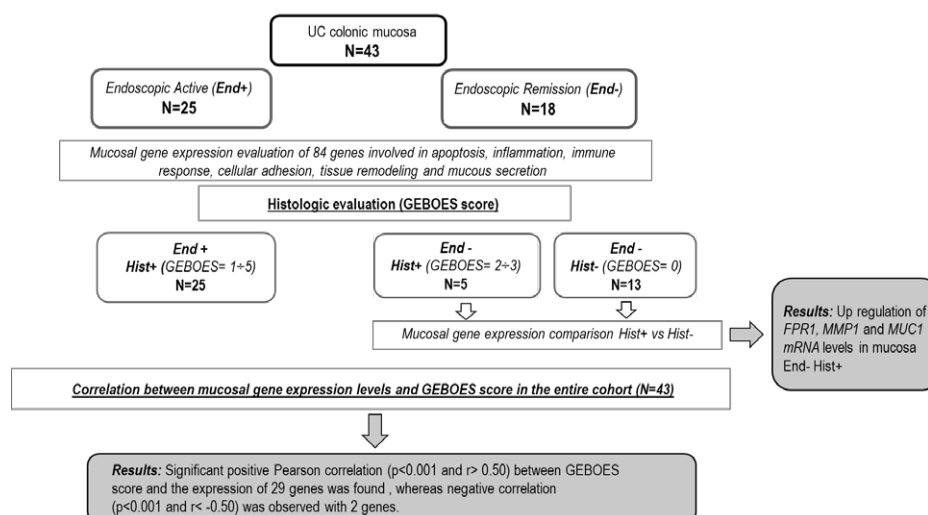 UC colonic mucosa
N=43
Endoscopic Active (End+)
N=25
Endoscopic Remission (End-)
N=18
Mucosal gene expression evaluation of 84 genes involved in apoptosis, inflammation, immune
response, cellular adhesion, tissue remodeling and mucous secretion
Histologic evaluation (GEBOES score)
End +
Hist+ (GEBOES= 1÷5)
N=25
End -
Hist+ (GEBOES= 2÷3)
N=5
End -
Hist- (GEBOES= 0)
N=13
Mucosal gene expression comparison Hist+ vs Hist-
Results: Up regulation of
FPR1, MMP1 and MUC1
mRNA levels in mucosa
End- Hist+
Correlation between mucosal gene expression levels and GEBOES score in the entire cohort (N=43)
Results: Significant positive Pearson correlation (p<0.001 and r> 0.50) between GEBOES
score and the expression of 29 genes was found , whereas negative correlation
(p<0.001 and r< -0.50) was observed with 2 genes.